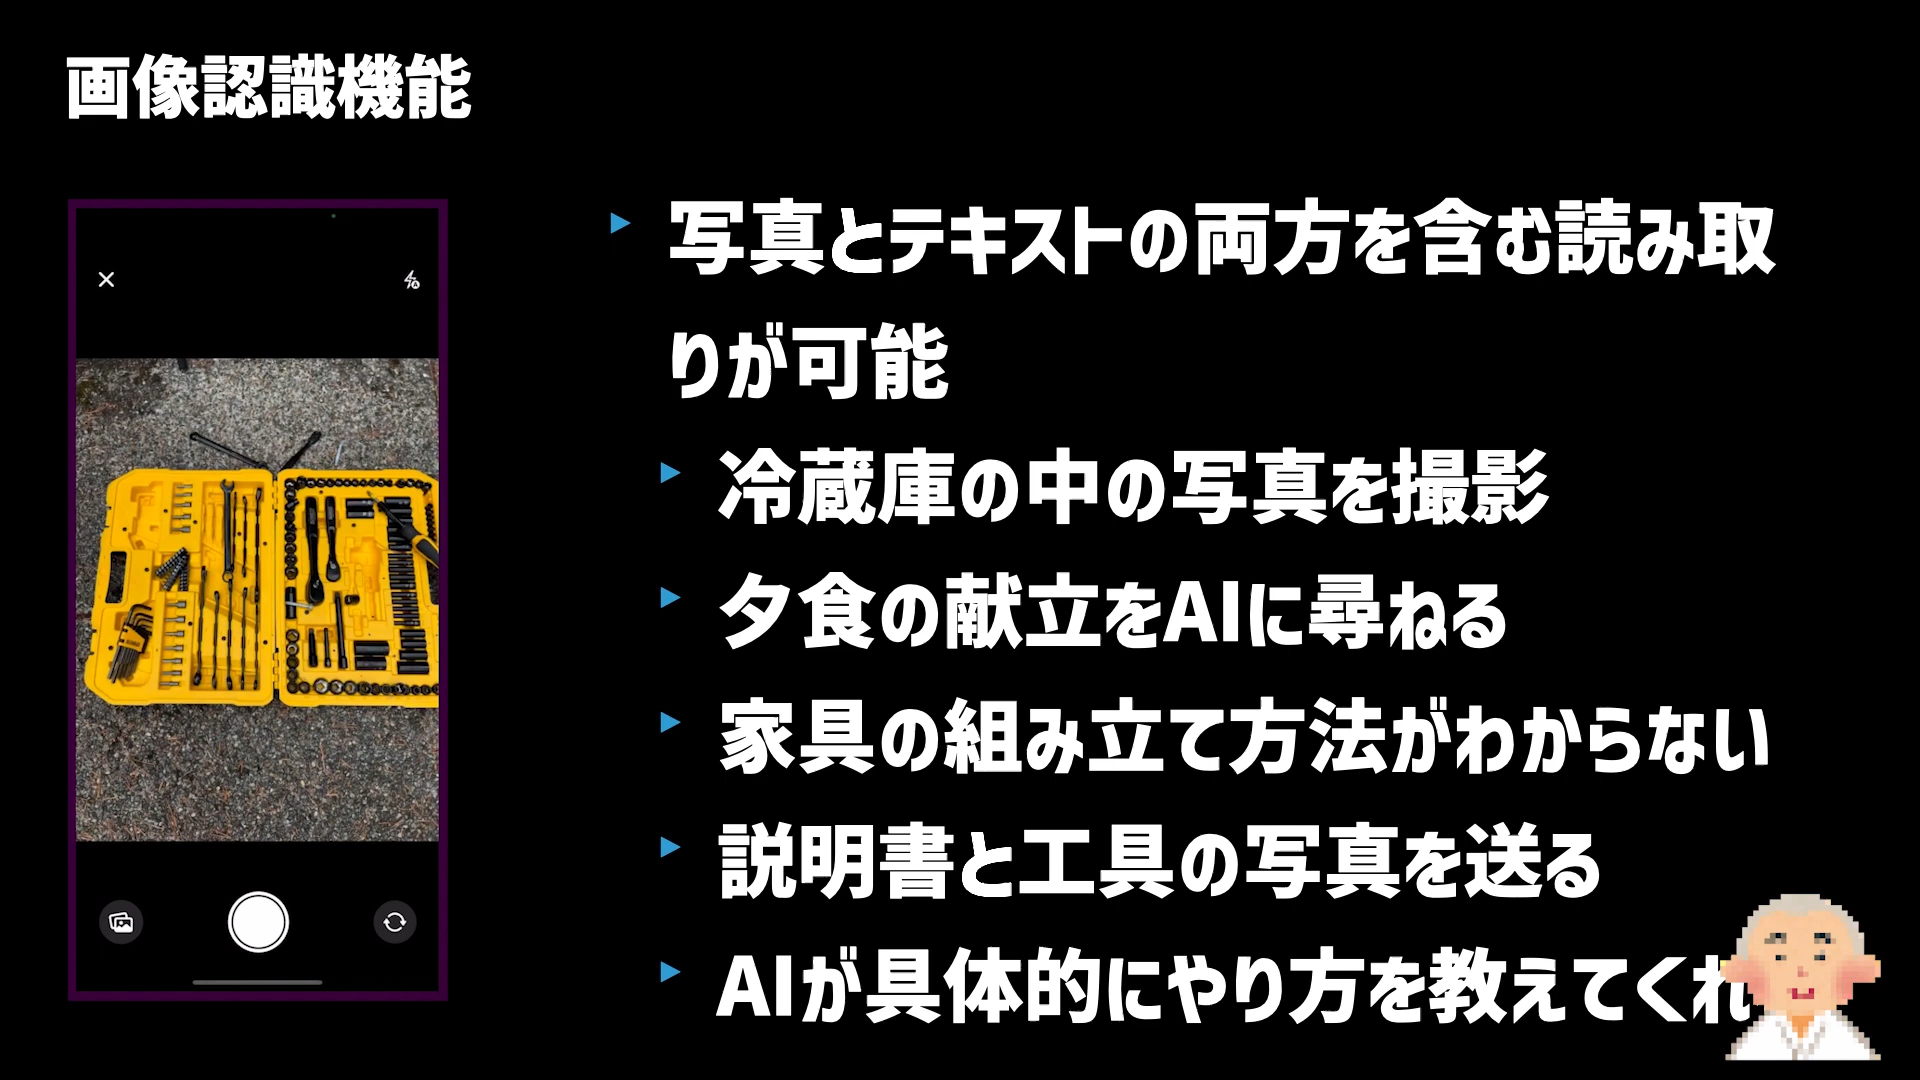 画像認識機能
写真とテキストの両方を含む読み取
りが可能
冷蔵庫の中の写真を撮影
夕食の献立をAIに尋ねる
家具の組み立て方法がわからない
説明書と工具の写真を送る
AIが具体的にやり方を教えてくれ